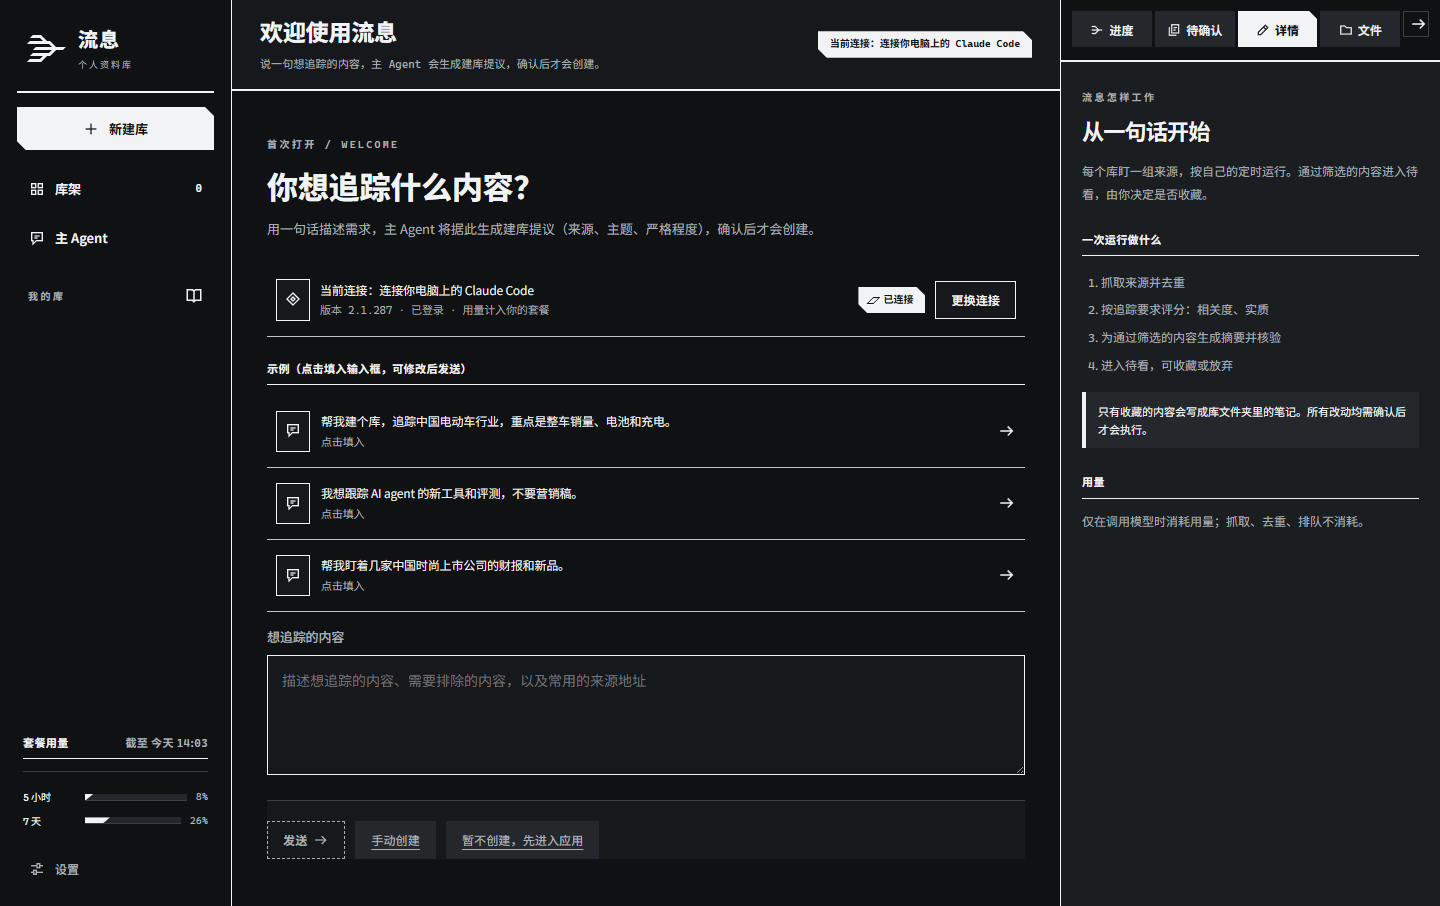 流息
个人资料库
新建库
库架 0
主 Agent
我的库
套餐用量 截至 今天 14:03
5 小时 8%
7 天 26%
设置
欢迎使用流息
说一句想追踪的内容，主 Agent 会生成建库提议，确认后才会创建。
当前连接：连接你电脑上的 Claude Code
首次打开 / WELCOME
你想追踪什么内容？
用一句话描述需求，主 Agent 将据此生成建库提议（来源、主题、严格程度），确认后才会创建。
当前连接：连接你电脑上的 Claude Code
版本 2.1.287 · 已登录 · 用量计入你的套餐
已连接
更换连接
示例（点击填入输入框，可修改后发送）
帮我建个库，追踪中国电动车行业，重点是整车销量、电池和充电。
点击填入
我想跟踪 AI agent 的新工具和评测，不要营销稿。
点击填入
帮我盯着几家中国时尚上市公司的财报和新品。
点击填入
想追踪的内容
描述想追踪的内容、需要排除的内容，以及常用的来源地址
发送
手动创建
暂不创建，先进入应用
进度
待确认
详情
文件
流息怎样工作
从一句话开始
每个库盯一组来源，按自己的定时运行。通过筛选的内容进入待
看，由你决定是否收藏。
一次运行做什么
1. 抓取来源并去重
2. 按追踪要求评分：相关度、实质
3. 为通过筛选的内容生成摘要并核验
4. 进入待看，可收藏或放弃
只有收藏的内容会写成库文件夹里的笔记。所有改动均需确认后
才会执行。
用量
仅在调用模型时消耗用量；抓取、去重、排队不消耗。